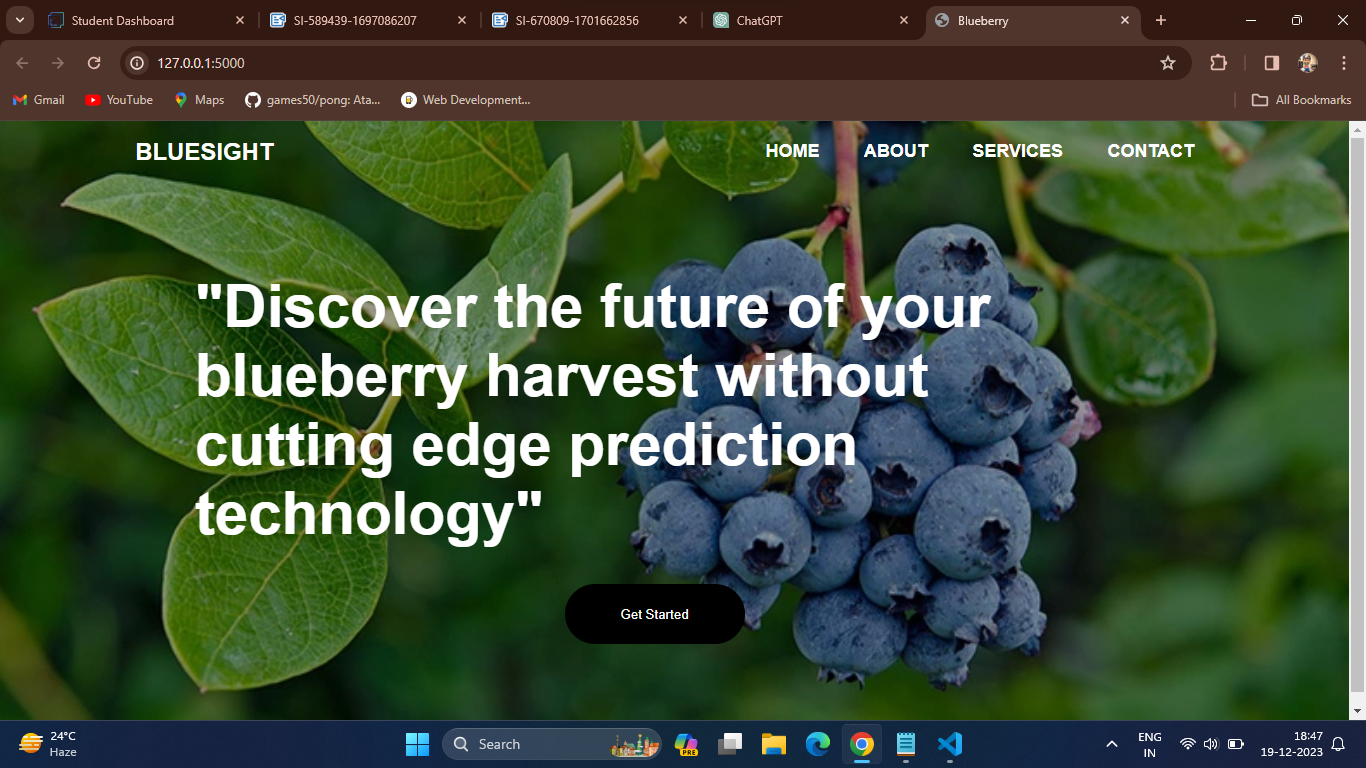 Student Dashboard
SI-589439-1697086207
SI-670809-1701662856
ChatGPT
Blueberry
127.0.0.1:5000
Gmail
YouTube
Maps
games50/pong: Ata...
Web Development...
All Bookmarks
BLUESIGHT
HOME
ABOUT
SERVICES
CONTACT
"Discover the future of your
blueberry harvest without
cutting edge prediction
technology"
Get Started
24°C
Haze
Search
PRE
ENG
IN
18:47
19-12-2023